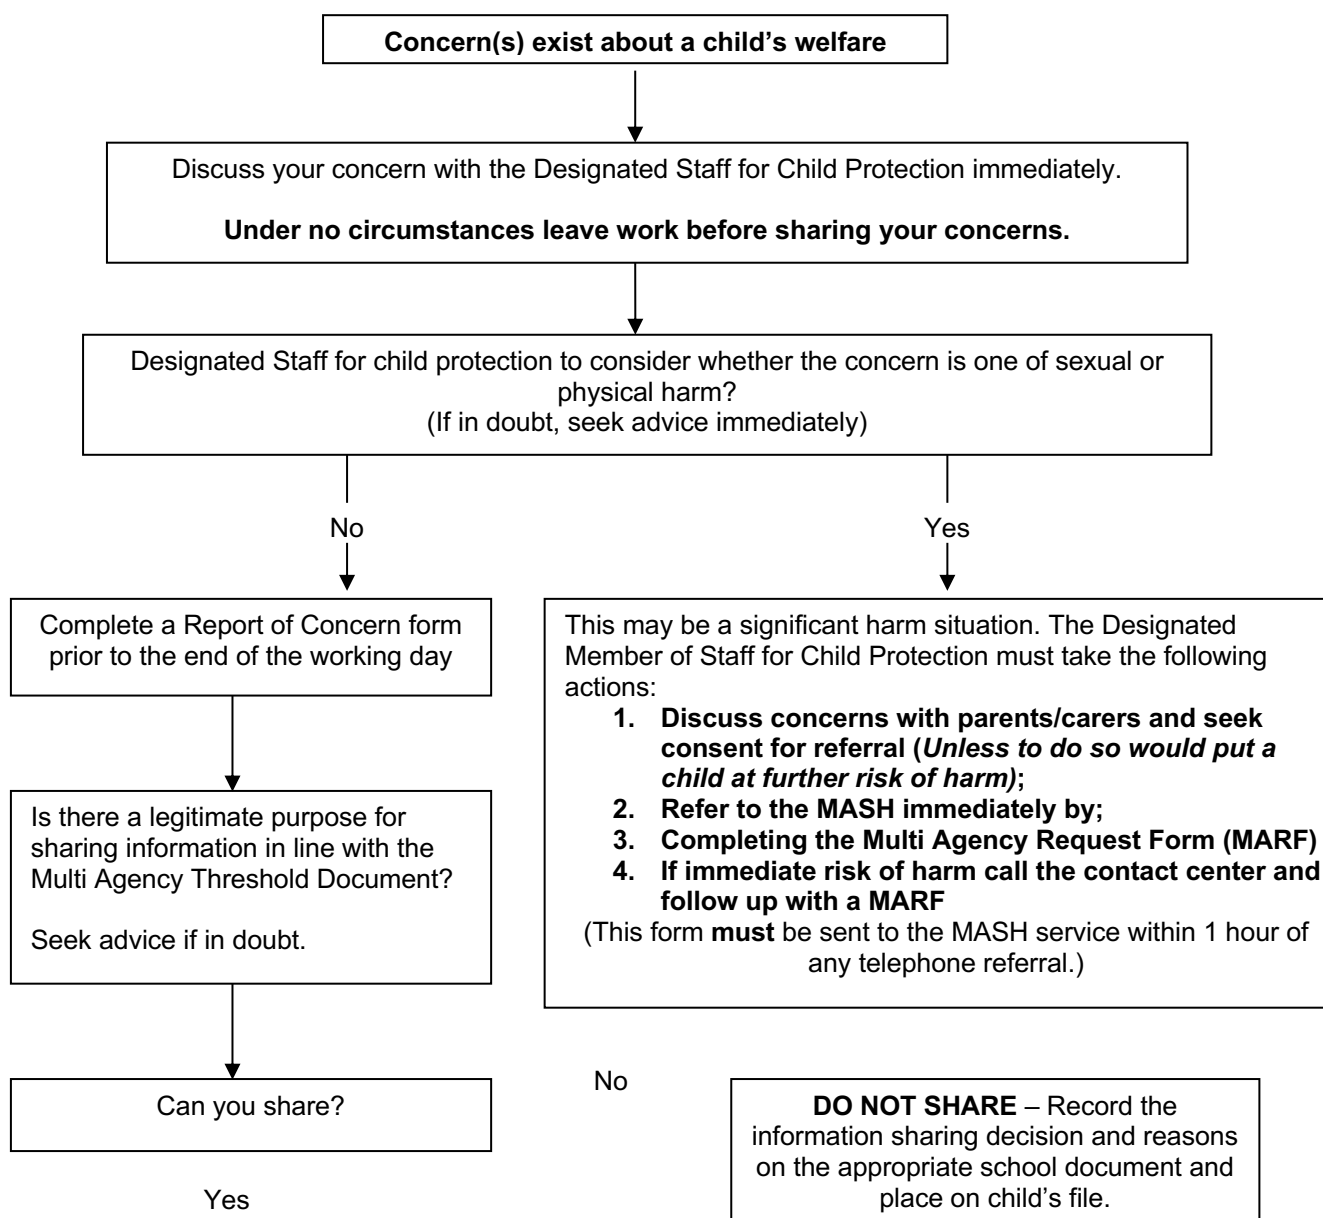 Concern(s) exist about a child’s welfare
Discuss your concern with the Designated Staff for Child Protection immediately.
Under no circumstances leave work before sharing your concerns.
Designated Staff for child protection to consider whether the concern is one of sexual or
physical harm?
(If in doubt, seek advice immediately)
No
Yes
Complete a Report of Concern form
prior to the end of the working day
This may be a significant harm situation. The Designated
Member of Staff for Child Protection must take the following
actions:
1. Discuss concerns with parents/carers and seek
consent for referral (Unless to do so would put a
child at further risk of harm);
2. Refer to the MASH immediately by;
3. Completing the Multi Agency Request Form (MARF)
4. If immediate risk of harm call the contact center and
follow up with a MARF
(This form must be sent to the MASH service within 1 hour of
any telephone referral.)
Is there a legitimate purpose for
sharing information in line with the
Multi Agency Threshold Document?
Seek advice if in doubt.
Can you share?
No
DO NOT SHARE – Record the
information sharing decision and reasons
on the appropriate school document and
place on child’s file.
Yes